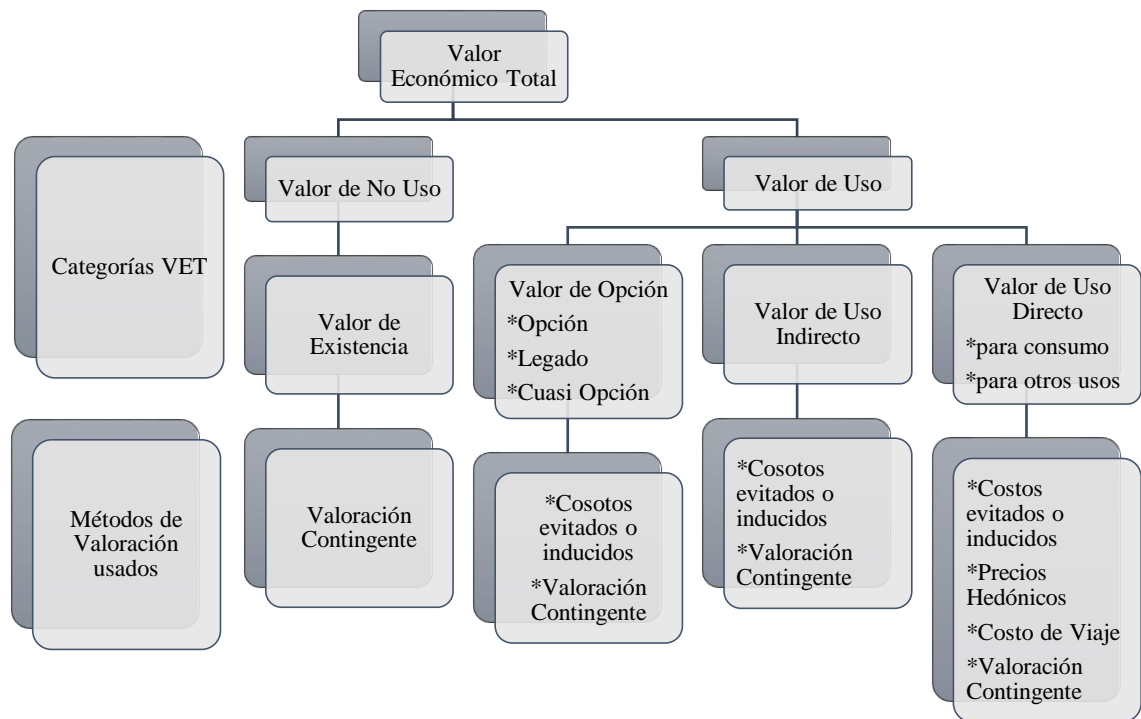 Valor
Económico Total
Valor de No Uso
Valor de Uso
Categorías VET
Valor de
Existencia
Valor de Opción
*Opción
*Legado
*Cuasi Opción
Valor de Uso
Indirecto
Valor de Uso
Directo
*para consumo
*para otros usos
Métodos de
Valoración
usados
Valoración
Contingente
*Cosotos
evitados o
inducidos
*Valoración
Contingente
*Cosotos
evitados o
inducidos
*Valoración
Contingente
*Costos
evitados o
inducidos
*Precios
Hedónicos
*Costo de Viaje
*Valoración
Contingente